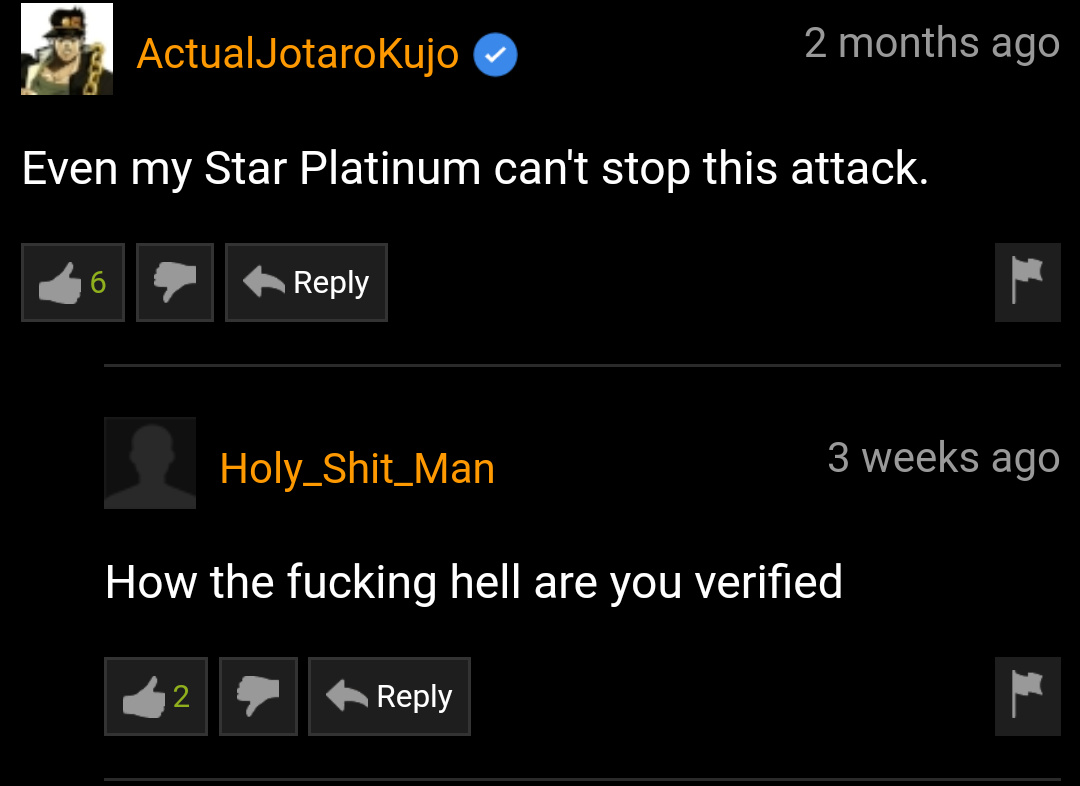 ActualJotaroKujo
2 months ago
Even my Star Platinum can't stop this attack.
6
Reply
Holy_Shit_Man
3 weeks ago
How the fucking hell are you verified
2
Reply